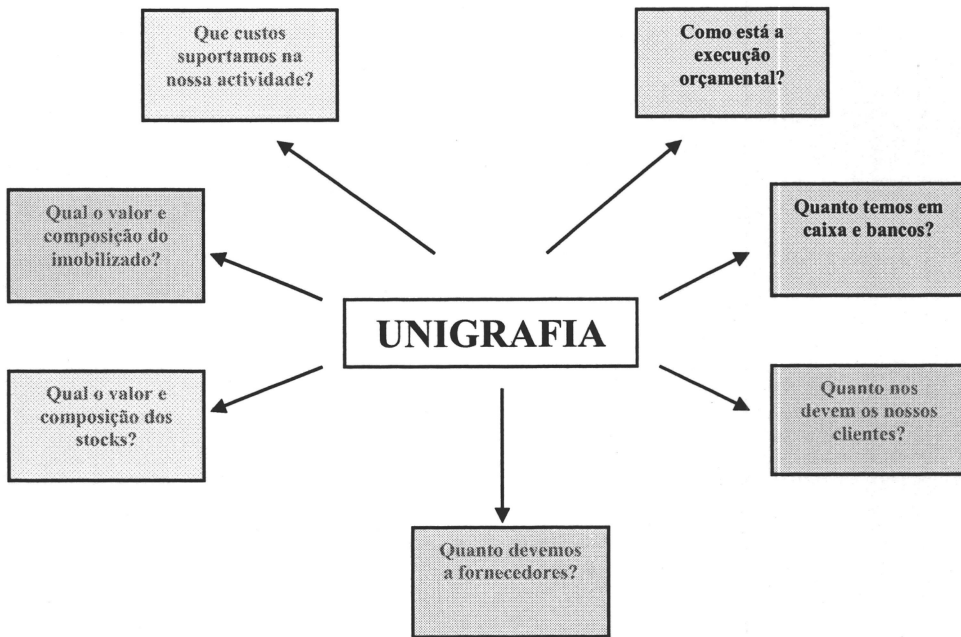 Que custos
suportamos na
nossa actividade?
Como está a
execução
orçamental?
Qual o valor e
composição do
imobilizado?
Quanto temos em
caixa e bancos?
UNIGRAFIA
Qual o valor e
composição dos
stocks?
Quanto nos
devem os nossos
clientes?
Quanto devemos
a fornecedores?